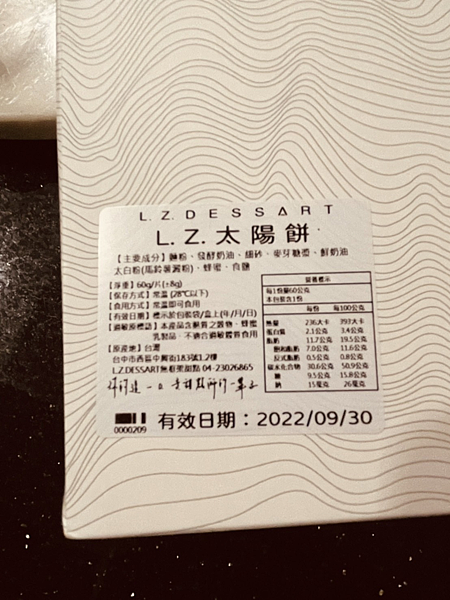 L.Z.DESSART
L.Z.太陽餅
【主要成分】麵粉、發酵奶油、細砂、麥芽糖漿、鮮奶油
太白粉(馬鈴薯澱粉)、蜂蜜、食鹽
【淨重】60g/片(±8g)
【保存方式】常溫(28℃以下)
【食用方式】常溫即可食用
【有效日期】標示於包裝袋/盒上(年/月/日)
【過敏原標語】本產品含麩質之穀物、蜂蜜
乳製品，不適合過敏體質食用
【原產地】台灣
台中市西區中興街183號1.2樓
L.Z.DESSART無框架甜點 04-23026865
營養標示
每1份量60公克
本包裝含1份
每份 每100公克
熱量 236大卡 393大卡
蛋白質 2.1公克 3.4公克
脂肪 11.7公克 19.5公克
飽和脂肪 7.0公克 11.6公克
反式脂肪 0.5公克 0.8公克
碳水化合物 30.6公克 50.9公克
糖 9.5公克 15.8公克
鈉 15毫克 26毫克
0000209
有效日期：2022/09/30